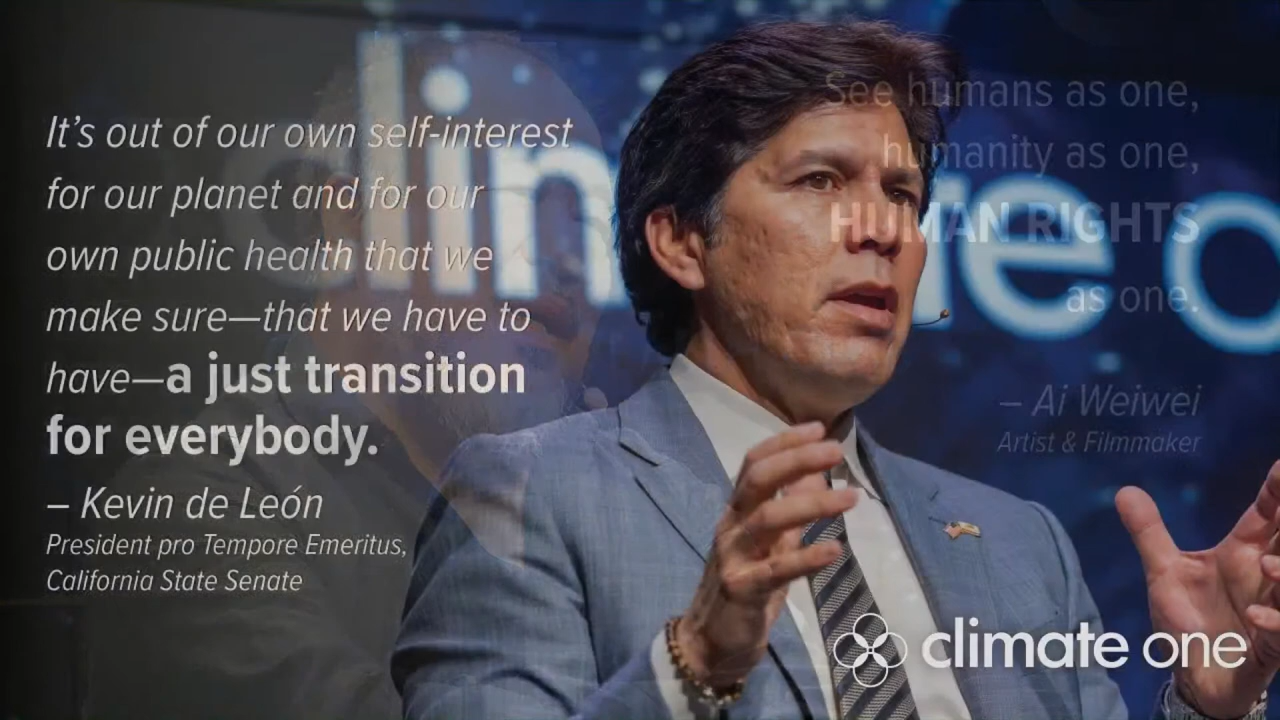 It's out of our own self-interest
for our planet and for our
own public health that we
make sure—that we have to
have—a just transition
for everybody.
– Kevin de León
President pro Tempore Emeritus,
California State Senate
See humans as one,
humanity as one,
HUMAN RIGHTS
as one.
– Ai Weiwei
Artist & Filmmaker
climate one